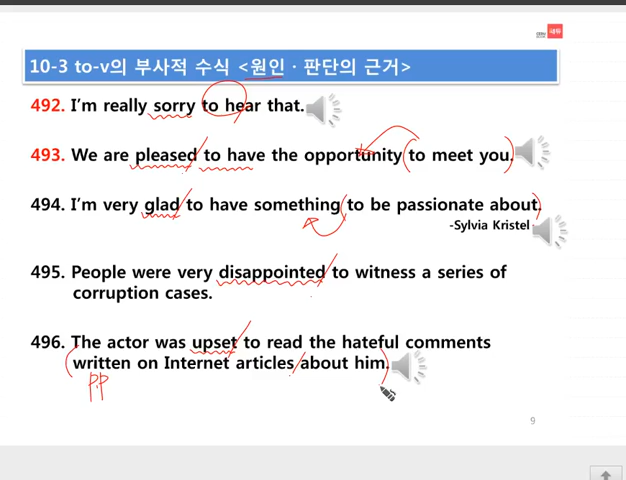 쎄듀
10-3 to-v의 부사적 수식 <원인 · 판단의 근거>
492. I'm really sorry to hear that.
493. We are pleased to have the opportunity to meet you.
494. I'm very glad to have something to be passionate about.
-Sylvia Kristel
495. People were very disappointed to witness a series of
corruption cases.
496. The actor was upset to read the hateful comments
written on Internet articles about him.
p.p
9